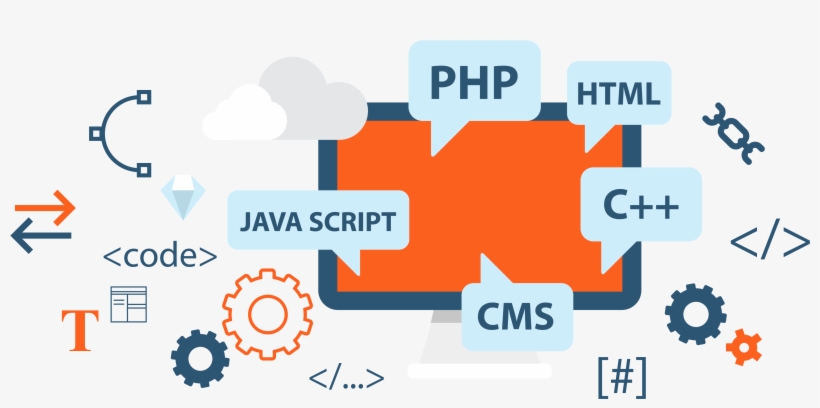 PHP
HTML
C++
JAVA SCRIPT
</>
<code>
T
CMS
</...>
[#]